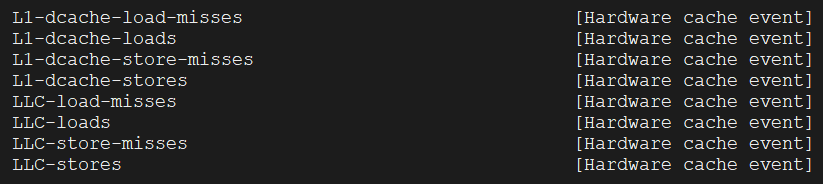 L1-dcache-load-misses [Hardware cache event]
L1-dcache-loads [Hardware cache event]
L1-dcache-store-misses [Hardware cache event]
L1-dcache-stores [Hardware cache event]
LLC-load-misses [Hardware cache event]
LLC-loads [Hardware cache event]
LLC-store-misses [Hardware cache event]
LLC-stores [Hardware cache event]